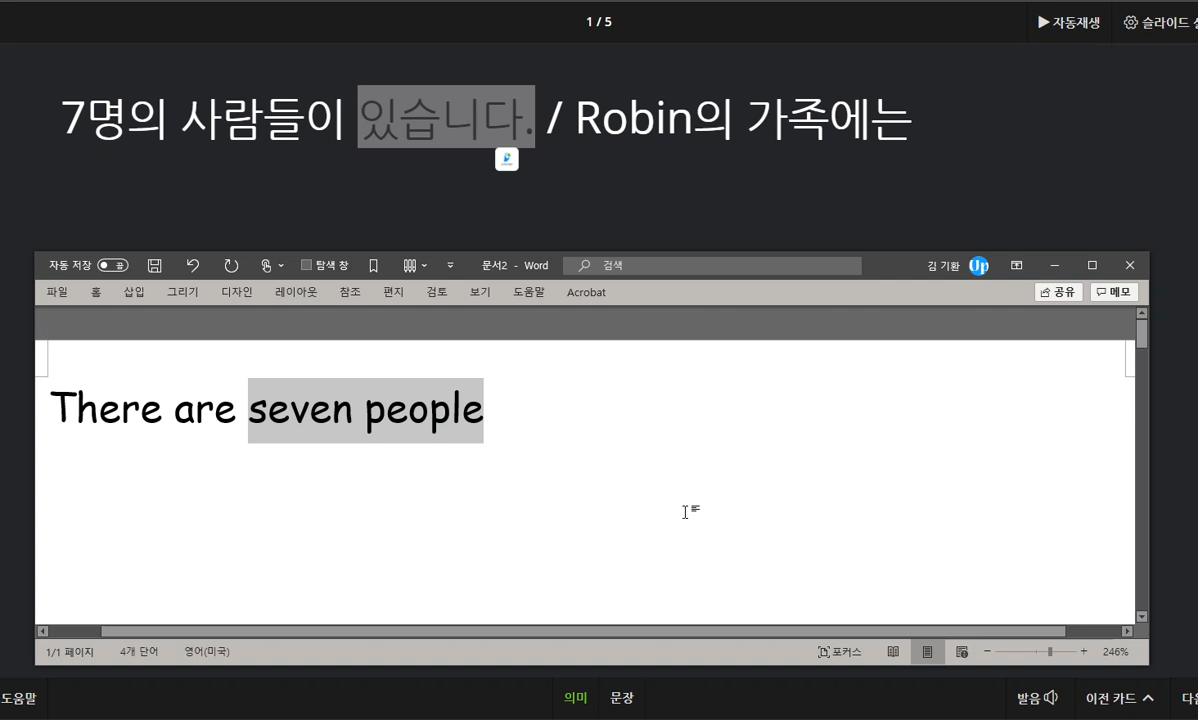 1 / 5
▶ 자동재생
슬라이드
7명의 사람들이 있습니다. / Robin의 가족에는
자동 저장 끔
탐색 창
문서2 - Word
검색
김 기환
Up
파일 홈 삽입 그리기 디자인 레이아웃 참조 편지 검토 보기 도움말 Acrobat
공유 메모
There are seven people
1/1 페이지 4개 단어 영어(미국)
포커스
246%
도움말
의미 문장
발음
이전 카드